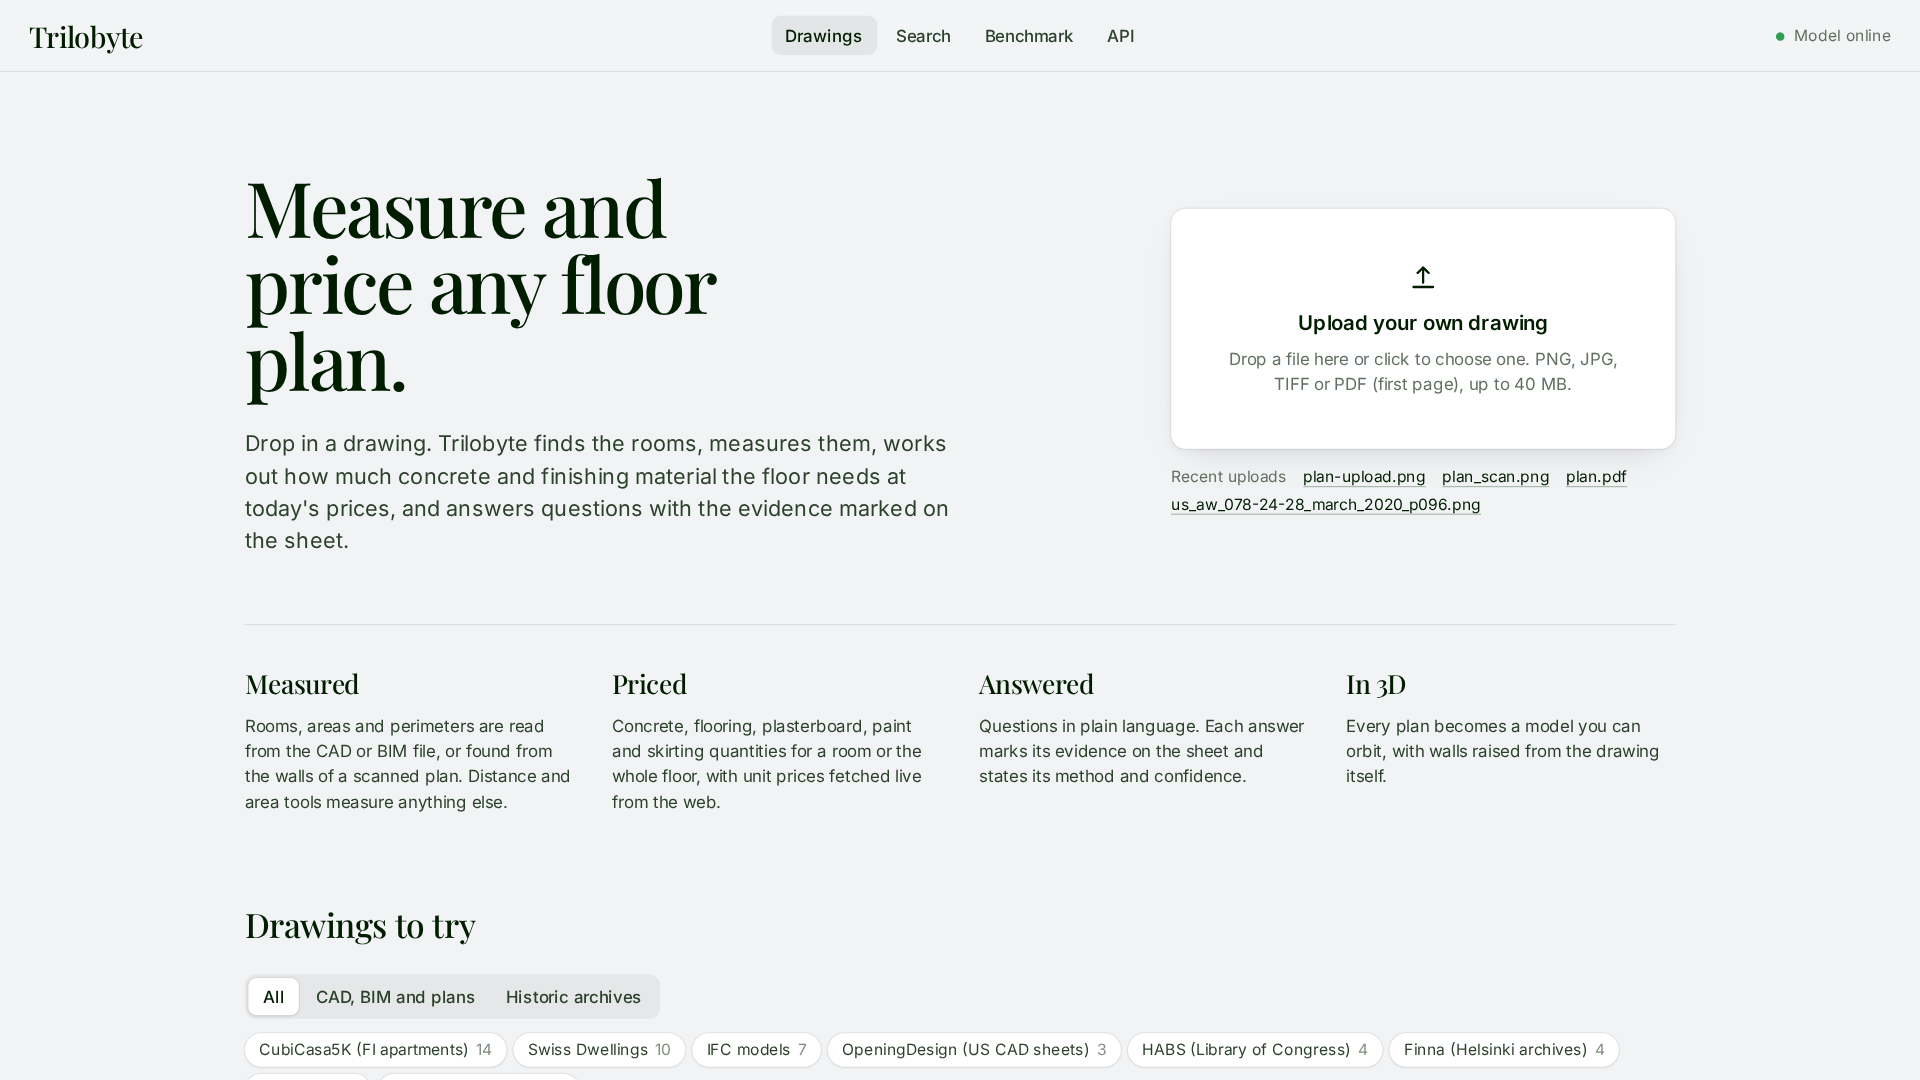 Trilobyte
Drawings
Search
Benchmark
API
Model online
Measure and
price any floor
plan.
Drop in a drawing. Trilobyte finds the rooms, measures them, works
out how much concrete and finishing material the floor needs at
today's prices, and answers questions with the evidence marked on
the sheet.
Upload your own drawing
Drop a file here or click to choose one. PNG, JPG,
TIFF or PDF (first page), up to 40 MB.
Recent uploads plan-upload.png plan_scan.png plan.pdf
us_aw_078-24-28_march_2020_p096.png
Measured
Rooms, areas and perimeters are read
from the CAD or BIM file, or found from
the walls of a scanned plan. Distance and
area tools measure anything else.
Priced
Concrete, flooring, plasterboard, paint
and skirting quantities for a room or the
whole floor, with unit prices fetched live
from the web.
Answered
Questions in plain language. Each answer
marks its evidence on the sheet and
states its method and confidence.
In 3D
Every plan becomes a model you can
orbit, with walls raised from the drawing
itself.
Drawings to try
All
CAD, BIM and plans
Historic archives
CubiCasa5K (FI apartments) 14
Swiss Dwellings 10
IFC models 7
OpeningDesign (US CAD sheets) 3
HABS (Library of Congress) 4
Finna (Helsinki archives) 4